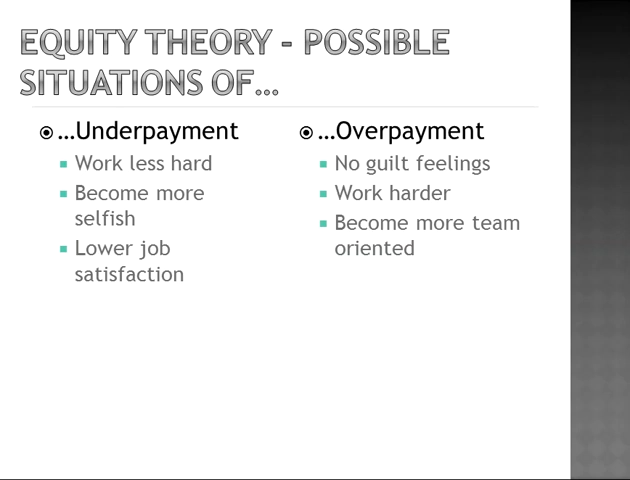 EQUITY THEORY - POSSIBLE
SITUATIONS OF...
...Underpayment
Work less hard
Become more
selfish
Lower job
satisfaction
...Overpayment
No guilt feelings
Work harder
Become more team
oriented